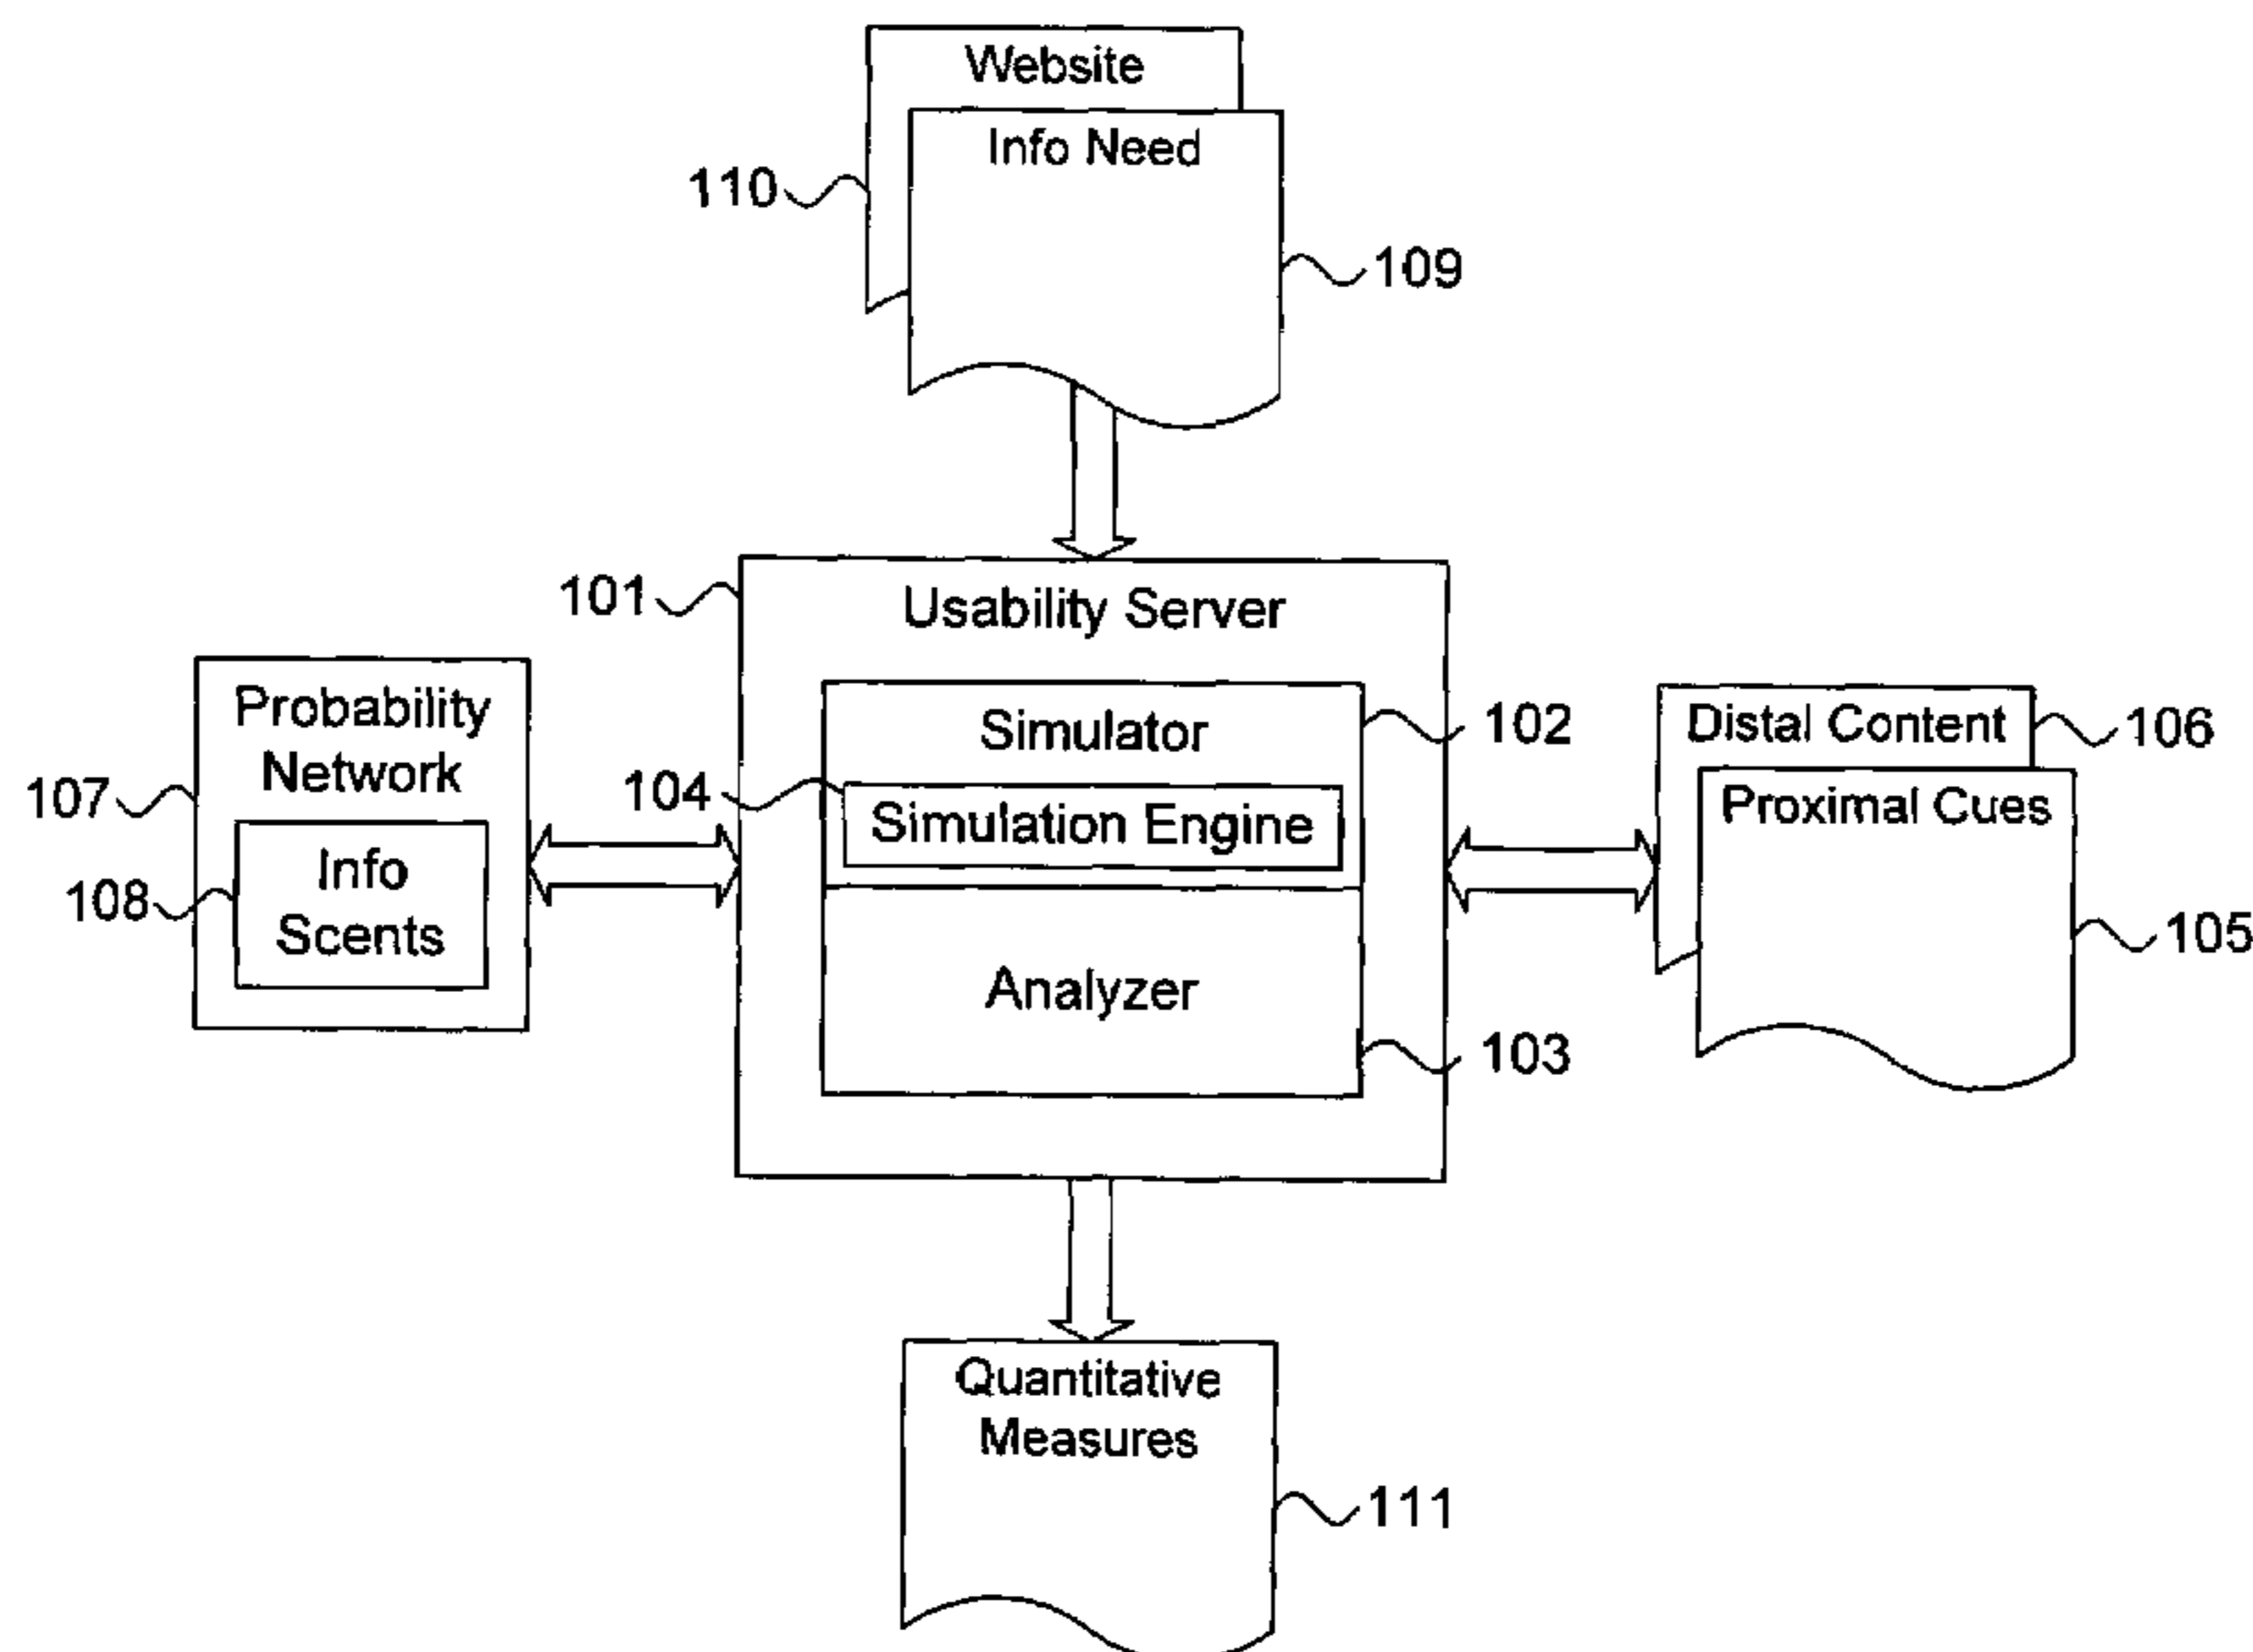 Website
Info Need
110
109
101
Usability Server
Probability
Network
107
Info
Scents
108
Simulator
102
104
Simulation Engine
Analyzer
103
Distal Content
106
Proximal Cues
105
Quantitative
Measures
111